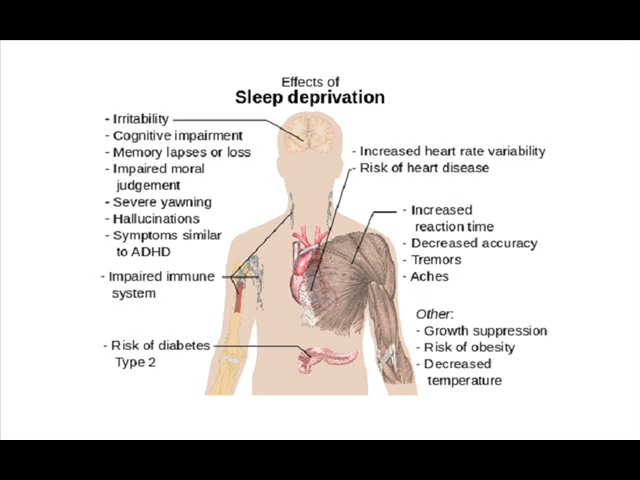 Effects of
Sleep deprivation
- Irritability
- Cognitive impairment
- Memory lapses or loss
- Impaired moral
judgement
- Severe yawning
- Hallucinations
- Symptoms similar
to ADHD
- Impaired immune
system
- Risk of diabetes
Type 2
- Increased heart rate variability
- Risk of heart disease
- Increased
reaction time
- Decreased accuracy
- Tremors
- Aches
Other:
- Growth suppression
- Risk of obesity
- Decreased
temperature